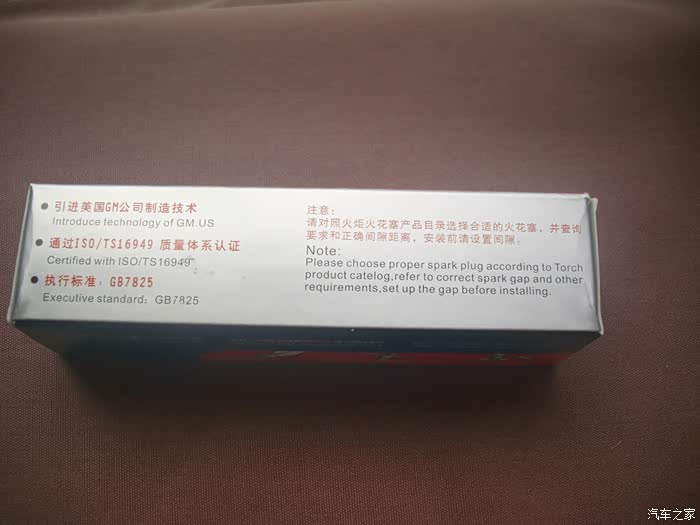 ● 引进美国GM公司制造技术
Introduce technology of GM.US
● 通过ISO/TS16949 质量体系认证
Certified with ISO/TS16949
● 执行标准：GB7825
Executive standard: GB7825
注意：
请对照火炬火花塞产品目录选择合适的火花塞，并查询
要求和正确间隙距离，安装前请设置间隙。
Note:
Please choose proper spark plug according to Torch
product catelog,refer to correct spark gap and other
requirements,set up the gap before installing.
汽车之家